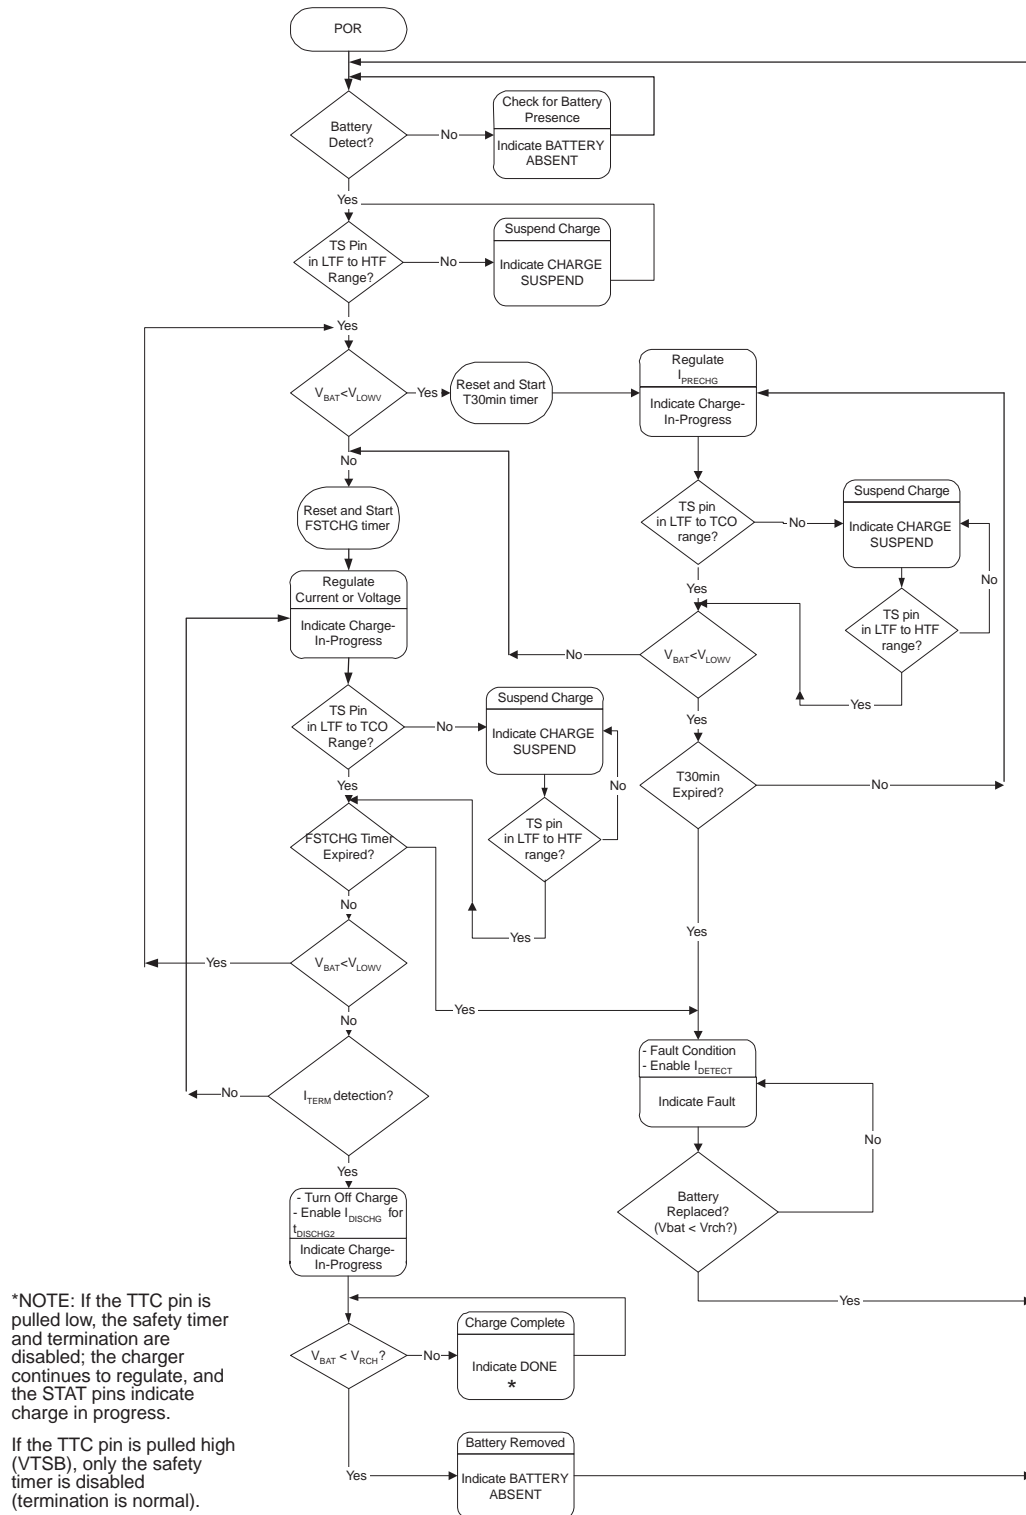 POR
Battery
Detect?
No
Check for Battery
Presence
Indicate BATTERY
ABSENT
Yes
TS Pin
in LTF to HTF
Range?
No
Suspend Charge
Indicate CHARGE
SUSPEND
Yes
VBAT<VLOWV
Yes
Reset and Start
T30min timer
Regulate
IPRECHG
Indicate Charge-
In-Progress
No
Reset and Start
FSTCHG timer
TS pin
in LTF to TCO
range?
No
Suspend Charge
Indicate CHARGE
SUSPEND
No
TS pin
in LTF to HTF
range?
Yes
Yes
VBAT<VLOWV
No
Yes
T30min
Expired?
No
Yes
Regulate
Current or Voltage
Indicate Charge-
In-Progress
TS Pin
in LTF to TCO
Range?
No
Suspend Charge
Indicate CHARGE
SUSPEND
No
TS pin
in LTF to HTF
range?
Yes
Yes
FSTCHG Timer
Expired?
Yes
No
VBAT<VLOWV
Yes
No
ITERM detection?
No
Yes
- Fault Condition
- Enable IDETECT
Indicate Fault
No
Battery
Replaced?
(Vbat < Vrch?)
Yes
- Turn Off Charge
- Enable IDISCHG for
tDISCHG2
Indicate Charge-
In-Progress
VBAT < VRCH?
No
Charge Complete
Indicate DONE
*
Yes
Battery Removed
Indicate BATTERY
ABSENT
*NOTE: If the TTC pin is
pulled low, the safety timer
and termination are
disabled; the charger
continues to regulate, and
the STAT pins indicate
charge in progress.
If the TTC pin is pulled high
(VTSB), only the safety
timer is disabled
(termination is normal).